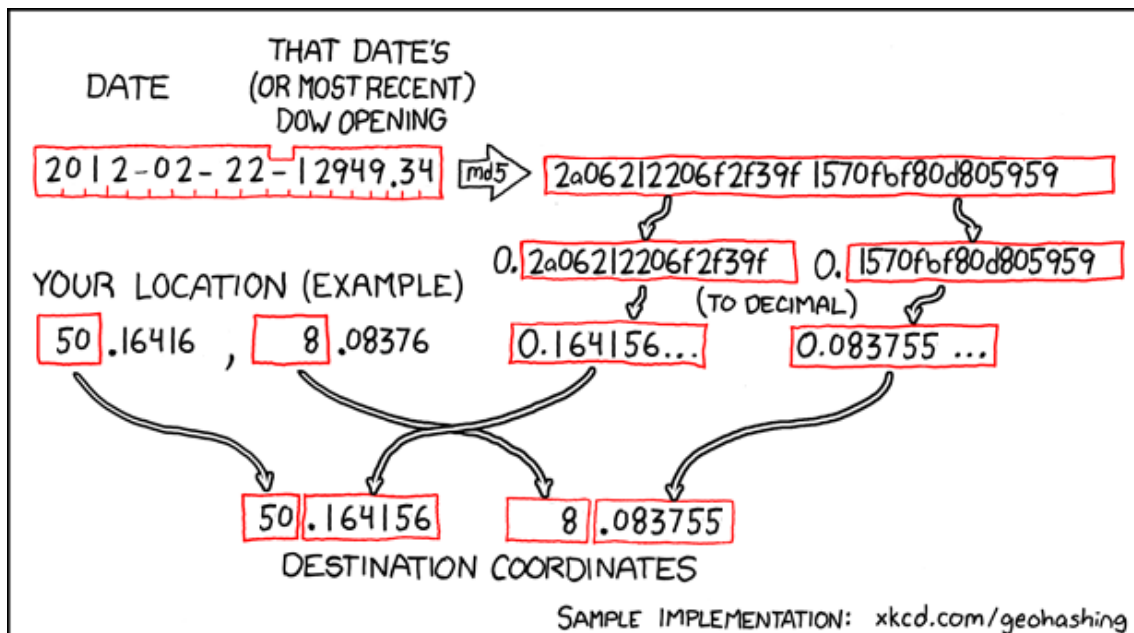 DATE
THAT DATE'S
(OR MOST RECENT)
DOW OPENING
2012-02-22-12949.34
md5
2a06212206f2f39f1570fbf80d805959
0.2a06212206f2f39f
0.1570fbf80d805959
YOUR LOCATION (EXAMPLE)
(TO DECIMAL)
50.16416, 8.08376
0.164156...
0.083755...
50.164156
8.083755
DESTINATION COORDINATES
SAMPLE IMPLEMENTATION: xkcd.com/geohashing